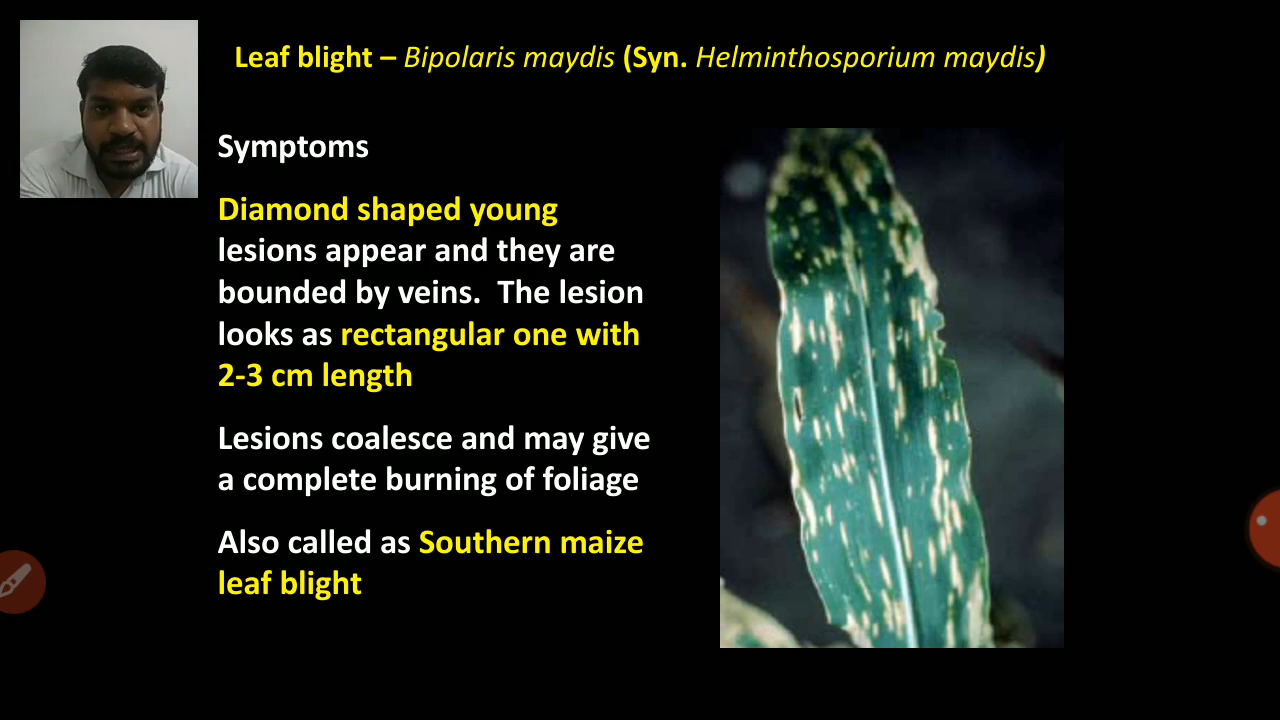 Leaf blight – Bipolaris maydis (Syn. Helminthosporium maydis)
Symptoms
Diamond shaped young
lesions appear and they are
bounded by veins.  The lesion
looks as rectangular one with
2-3 cm length
Lesions coalesce and may give
a complete burning of foliage
Also called as Southern maize
leaf blight